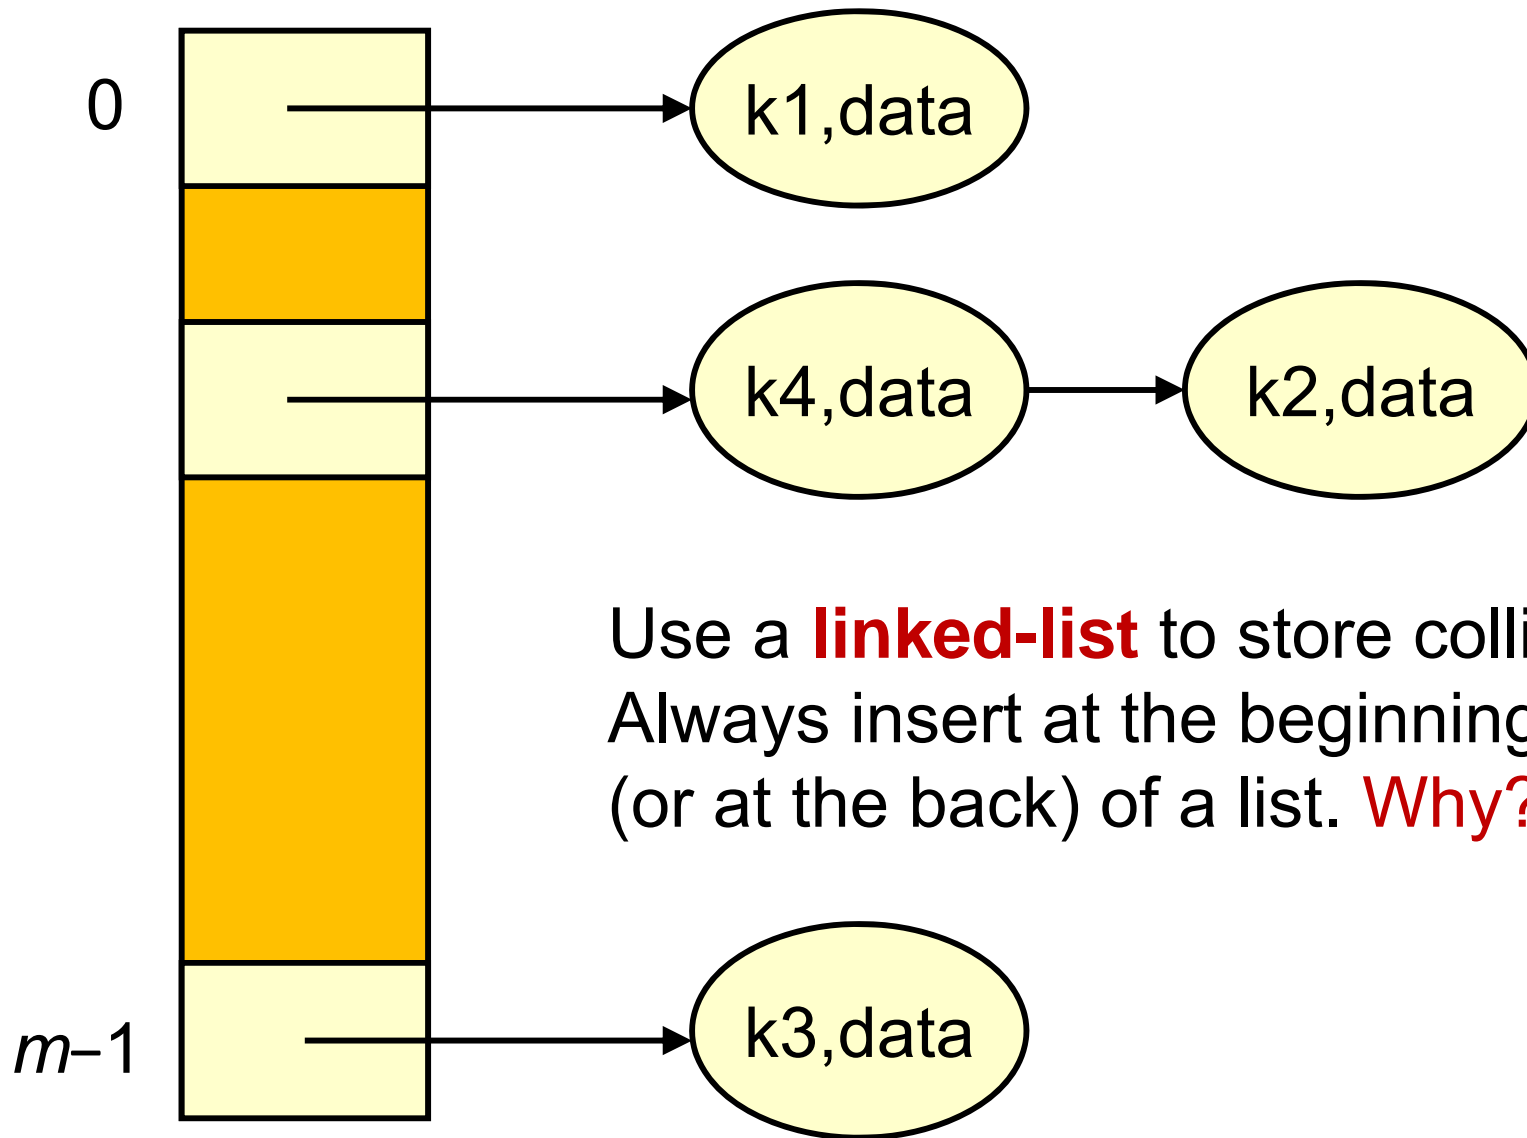 0
k1,data
k4,data
k2,data
Use a linked-list to store
Always insert at the beginning
(or at the back) of a list. Why?
m–1
k3,data